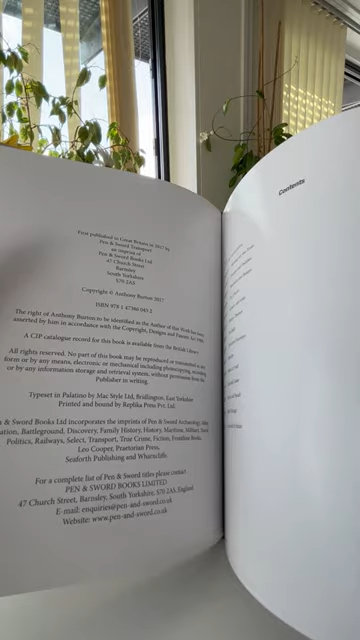 First published in Great Britain in 2017 by
Pen & Sword Transport
an imprint of
Pen & Sword Books Ltd
47 Church Street
Barnsley
South Yorkshire
S70 2AS
Copyright © Anthony Burton 2017
ISBN 978 1 47386 043 2
The right of Anthony Burton to be identified as the Author of this Work has been
asserted by him in accordance with the Copyright, Designs and Patents Act 1988.
A CIP catalogue record for this book is available from the British Library
All rights reserved. No part of this book may be reproduced or transmitted in any
form or by any means, electronic or mechanical including photocopying, recording
or by any information storage and retrieval system, without permission from the
Publisher in writing.
Typeset in Palatino by Mac Style Ltd, Bridlington, East Yorkshire
Printed and bound by Replika Press Pvt. Ltd.
& Sword Books Ltd incorporates the imprints of Pen & Sword Archaeology,
Battleground, Discovery, Family History, History, Maritime, Military, Naval
Politics, Railways, Select, Transport, True Crime, Fiction, Frontline Books,
Leo Cooper, Praetorian Press,
Seaforth Publishing and Wharncliffe.
For a complete list of Pen & Sword titles please contact
PEN & SWORD BOOKS LIMITED
47 Church Street, Barnsley, South Yorkshire, S70 2AS, England
E-mail: enquiries@pen-and-sword.co.uk
Website: www.pen-and-sword.co.uk
Contents